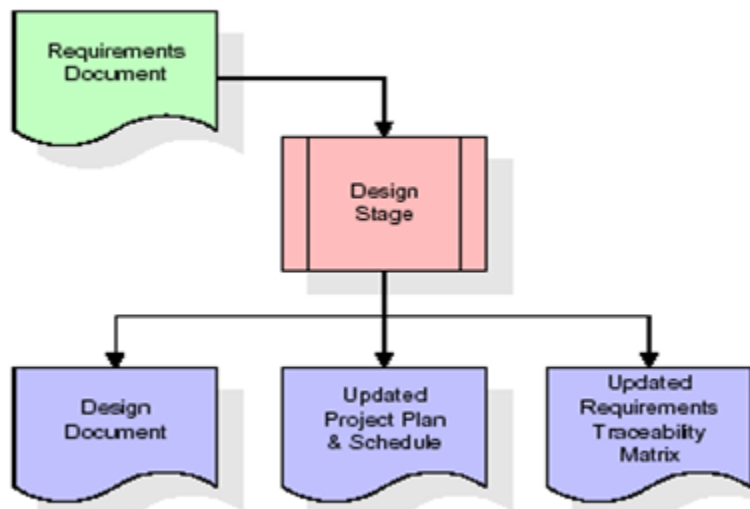 Requirements
Document
Design
Stage
Design
Document
Updated
Project Plan
& Schedule
Updated
Requirements
Traceability
Matrix